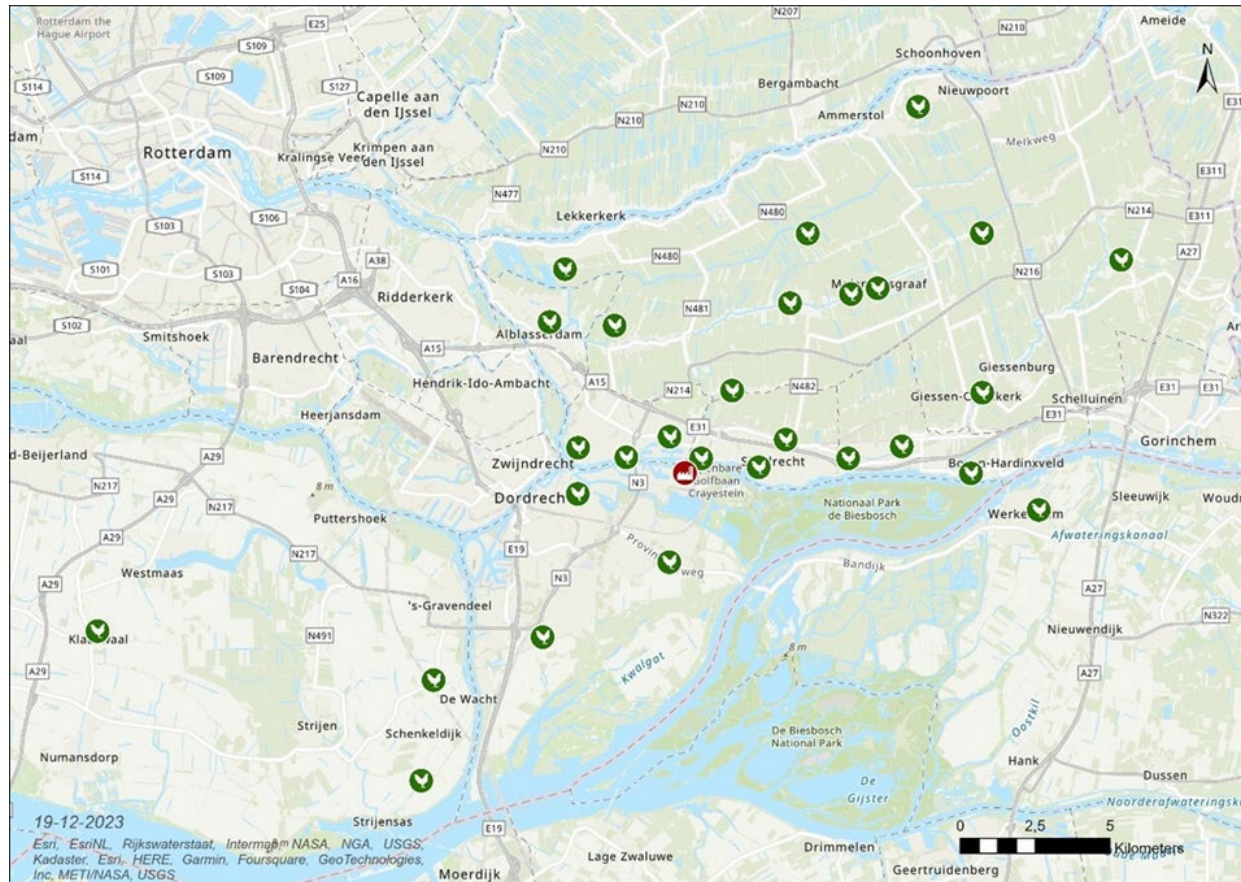 Rotterdam the
Hague Airport
E25
N207
N210
Ameide
S109
S109
S114
S127
Schoonhoven
Bergambacht
Nieuwpoort
N
Capelle aan
den IJssel
N210
Ammerstol
E31
Rotterdam
Kralingse Veer
Krimpen aan
den IJssel
N210
N210
Melkweg
S114
N477
E311
S106
Lekkerkerk
N480
N214
E311
S103
A38
N480
A27
S101
S103
A16
N216
S104
Ridderkerk
S102
Smitshoek
Alblasserdam
N481
A15
Barendrecht
Hendrik-Ido-Ambacht
A15
N214
N482
Giessenburg
Schelluinen
E31
E31
Heerjansdam
E31
E31
Gorinchem
A29
Zwijndrecht
N217
8 m
N3
Golfbaan
Crayestein
Nationaal Park
de Biesbosch
Sleeuwijk
Puttershoek
N217
A29
E19
Afwateringskanaal
N217
Bandijk
A29
Westmaas
N3
weg
A27
's-Gravendeel
N322
N491
Nieuwendijk
A29
8 m
Kwalgat
A27
De Wacht
Strijen
Schenkeldijk
Oostkil
De Biesbosch
National Park
Numansdorp
Hank
Dussen
De
Gijster
19-12-2023
Strijensas
E19
0
2,5
5
Kilometers
Esri, EsriNL, Rijkswaterstaat, Intermap, NASA, NGA, USGS,
Kadaster, Esri, HERE, Garmin, Foursquare, GeoTechnologies,
Inc, METI/NASA, USGS
Lage Zwaluwe
Drimmelen
Moerdijk
Geertruidenberg